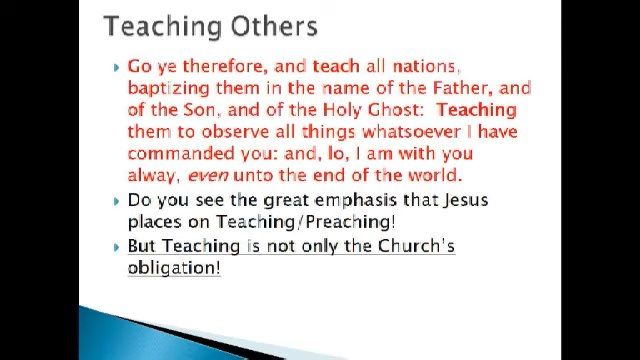 Teaching Others
Go ye therefore, and teach all nations,
baptizing them in the name of the Father, and
of the Son, and of the Holy Ghost: Teaching
them to observe all things whatsoever I have
commanded you: and, lo, I am with you
alway, even unto the end of the world.
Do you see the great emphasis that Jesus
places on Teaching/Preaching!
But Teaching is not only the Church's
obligation!